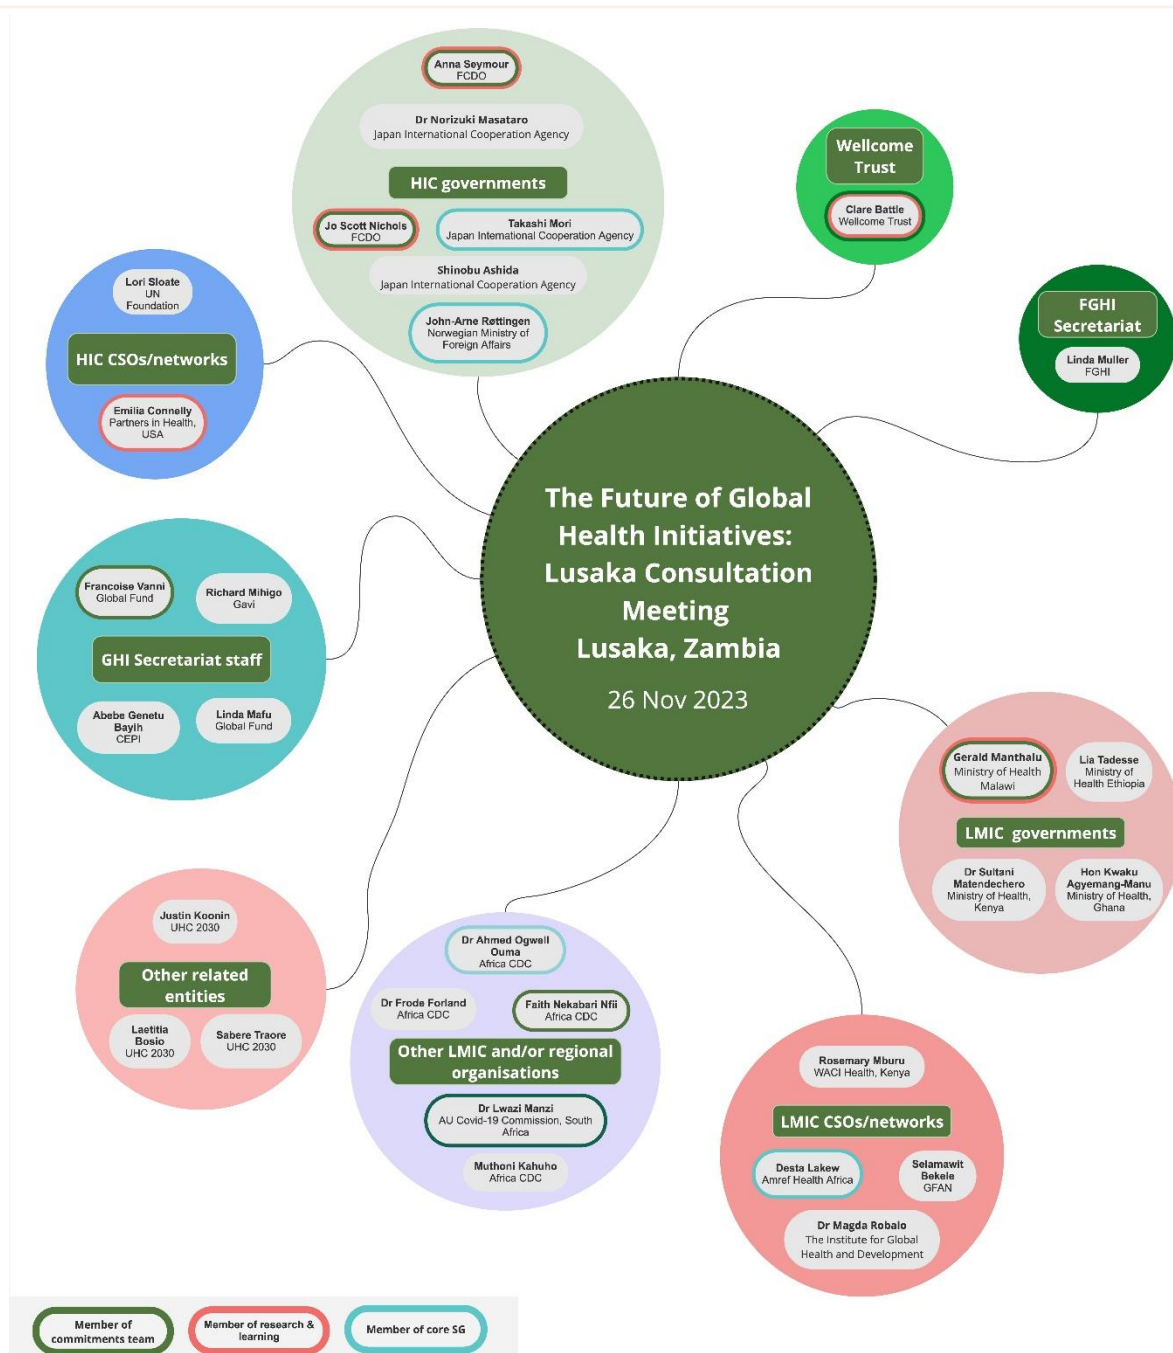 Anna Seymour
FCDO
Dr Norizuki Masataro
Japan International Cooperation Agency
HIC governments
Jo Scott Nichols
FCDO
Takashi Mori
Japan International Cooperation Agency
Shinobu Ashida
Japan International Cooperation Agency
John-Arne Røttingen
Norwegian Ministry of
Foreign Affairs
Wellcome
Trust
Clare Battle
Wellcome Trust
FGHI
Secretariat
Linda Muller
FGHI
Lori Sloate
UN
Foundation
HIC CSOs/networks
Emilia Connelly
Partners in Health,
USA
The Future of Global
Health Initiatives:
Lusaka Consultation
Meeting
Lusaka, Zambia
26 Nov 2023
Francoise Vanni
Global Fund
Richard Mihigo
Gavi
GHI Secretariat staff
Abebe Genetu
Bayih
CEPI
Linda Mafu
Global Fund
Gerald Manthalu
Ministry of Health
Malawi
Lia Tadesse
Ministry of
Health Ethiopia
LMIC governments
Dr Sultani
Matendechero
Ministry of Health,
Kenya
Hon Kwaku
Agyemang-Manu
Ministry of Health,
Ghana
Justin Koonin
UHC 2030
Other related
entities
Laetitia
Bosio
UHC 2030
Sabere Traore
UHC 2030
Dr Ahmed Ogwell
Ouma
Africa CDC
Dr Frode Forland
Africa CDC
Faith Nekabari Nfii
Africa CDC
Other LMIC and/or regional
organisations
Dr Lwazi Manzi
AU Covid-19 Commission, South
Africa
Muthoni Kahuho
Africa CDC
Rosemary Mburu
WACI Health, Kenya
LMIC CSOs/networks
Desta Lakew
Amref Health Africa
Selamawit
Bekele
GFAN
Dr Magda Robalo
The Institute for Global
Health and Development
Member of
commitments team
Member of research &
learning
Member of core SG